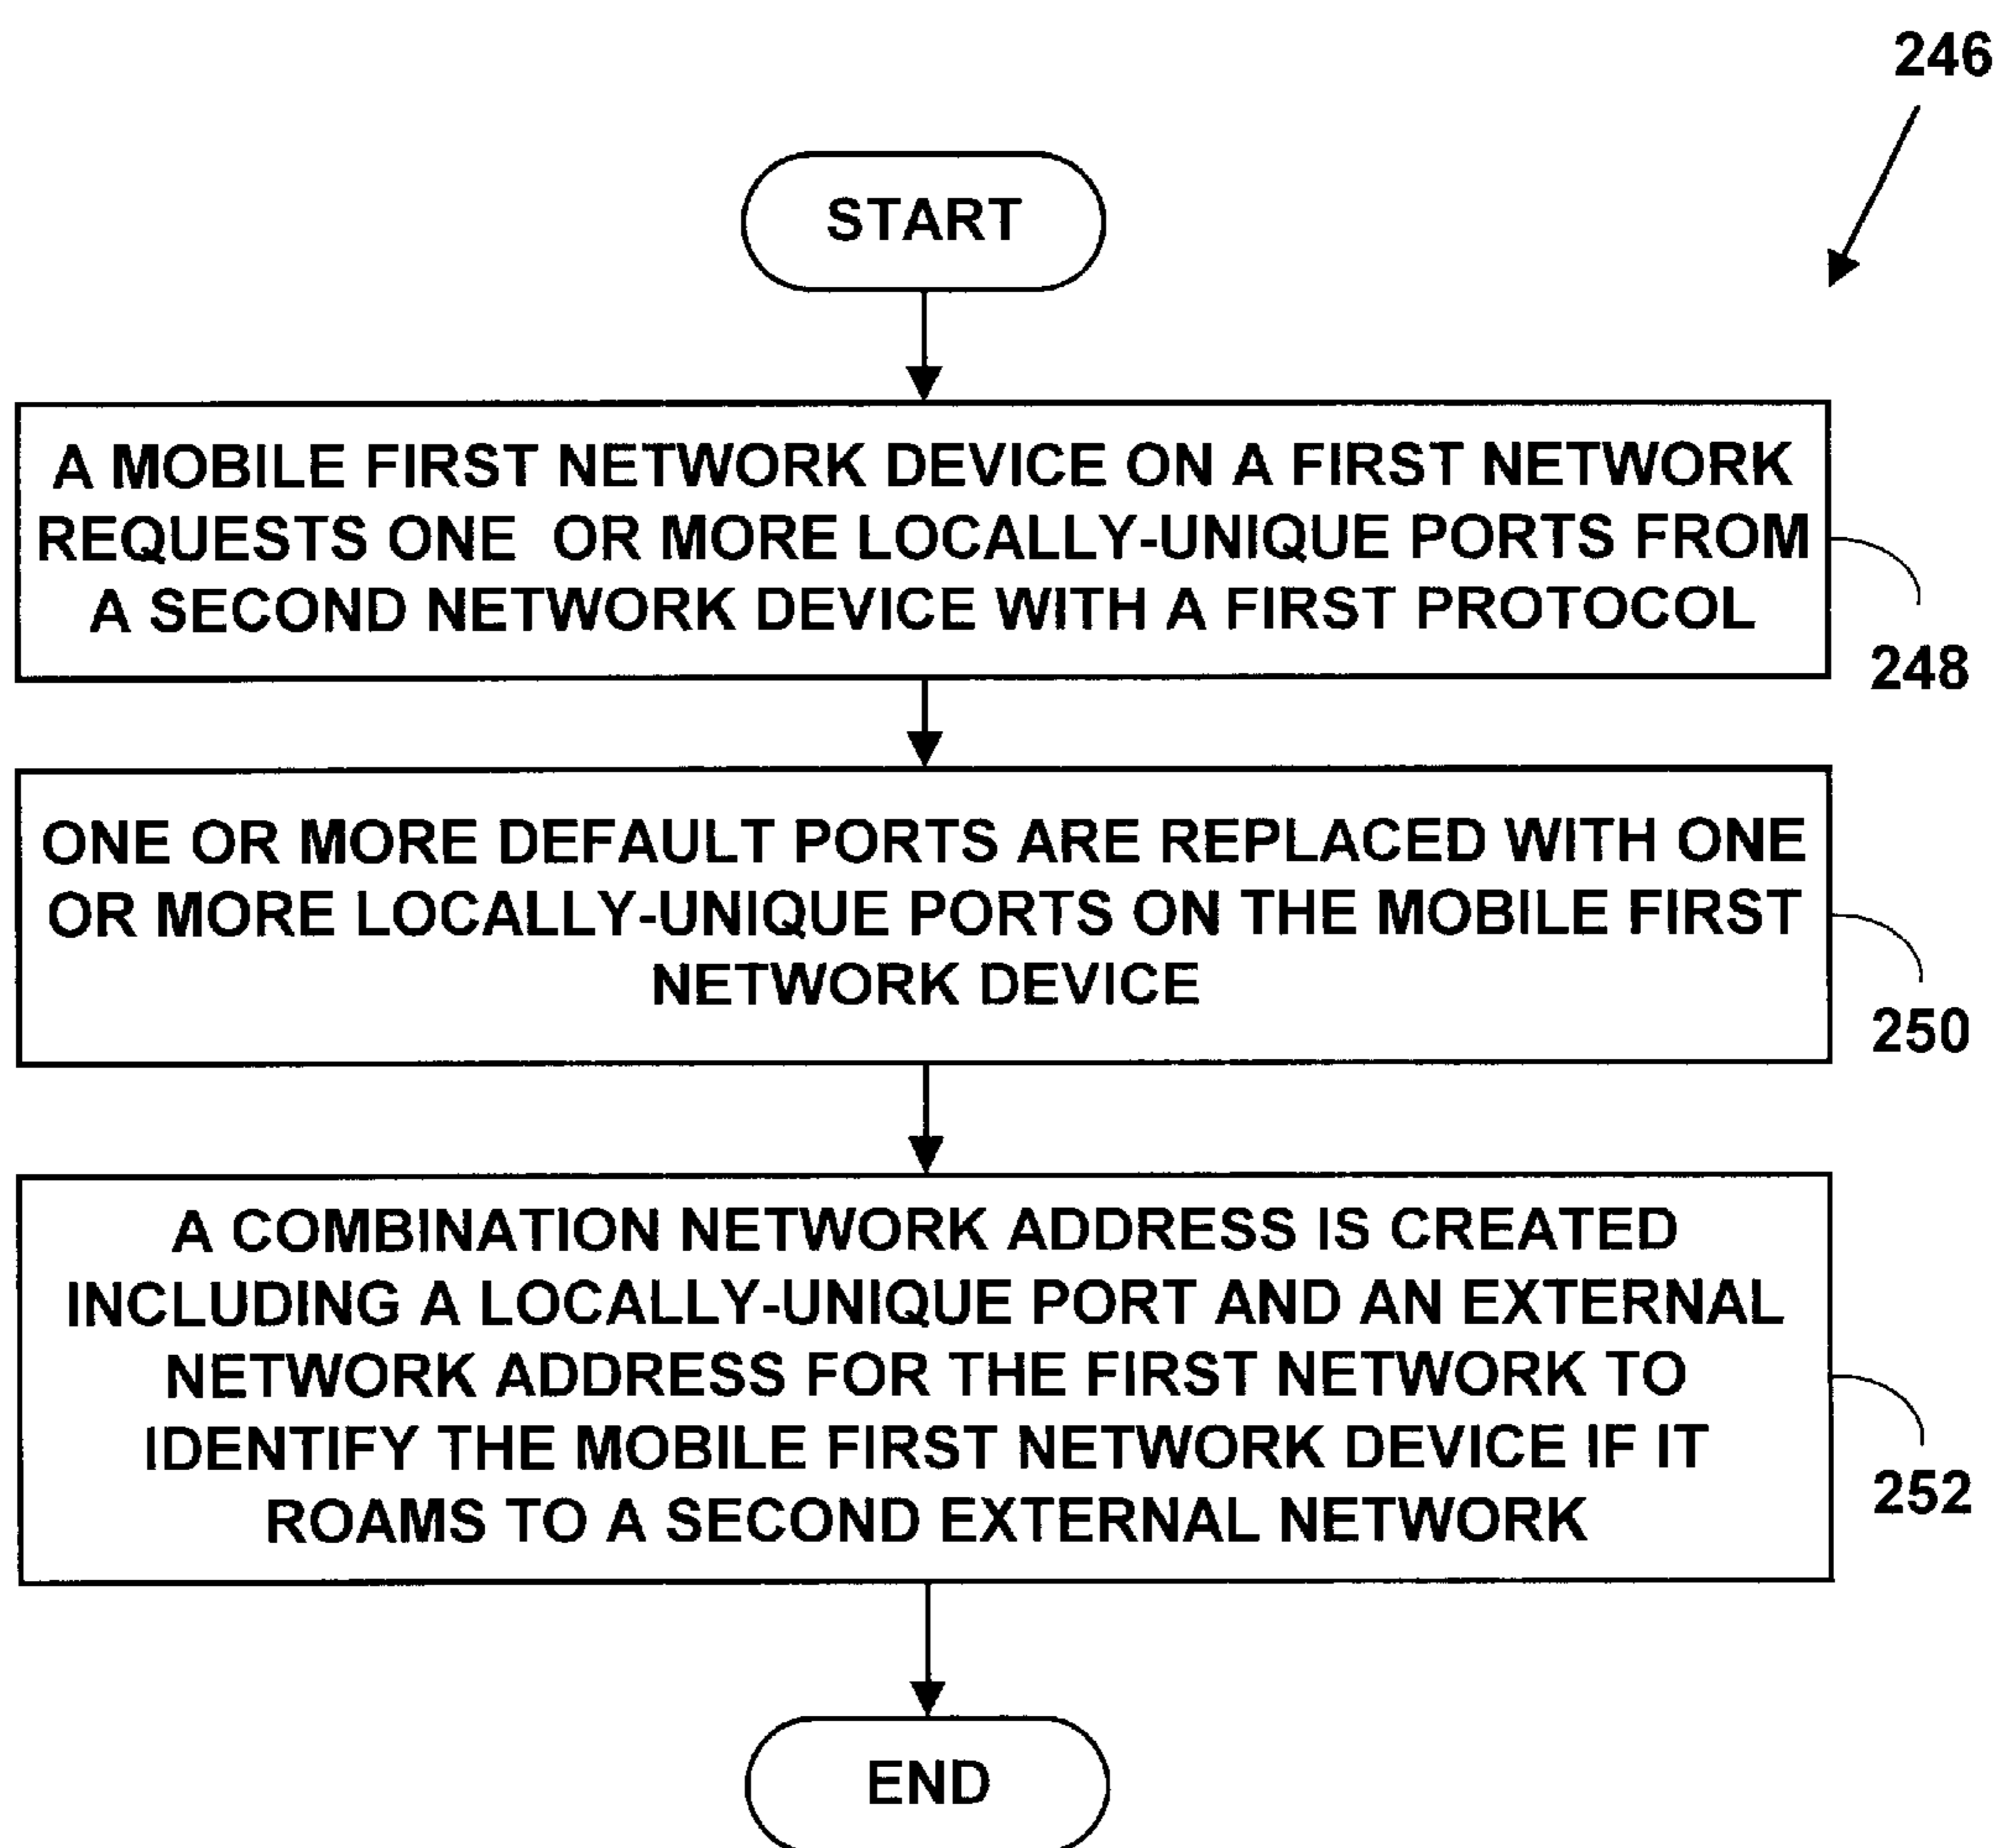 246
START
A MOBILE FIRST NETWORK DEVICE ON A FIRST NETWORK
REQUESTS ONE OR MORE LOCALLY-UNIQUE PORTS FROM
A SECOND NETWORK DEVICE WITH A FIRST PROTOCOL
248
ONE OR MORE DEFAULT PORTS ARE REPLACED WITH ONE
OR MORE LOCALLY-UNIQUE PORTS ON THE MOBILE FIRST
NETWORK DEVICE
250
A COMBINATION NETWORK ADDRESS IS CREATED
INCLUDING A LOCALLY-UNIQUE PORT AND AN EXTERNAL
NETWORK ADDRESS FOR THE FIRST NETWORK TO
IDENTIFY THE MOBILE FIRST NETWORK DEVICE IF IT
ROAMS TO A SECOND EXTERNAL NETWORK
252
END